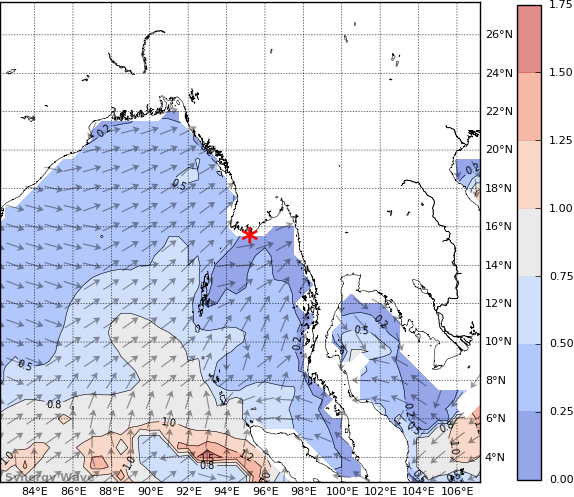 26°N
24°N
22°N
20°N
18°N
16°N
14°N
12°N
10°N
8°N
6°N
4°N
84°E
86°E
88°E
90°E
92°E
94°E
96°E
98°E
100°E
102°E
104°E
106°E
1.75
1.50
1.25
1.00
0.75
0.50
0.25
0.00
0.2
0.5
0.2
0.2
0.5
0.2
0.5
0.8
1.0
0.2
0.8
1.0
1.0
1.0
0.8
1.2
Synergy Wave